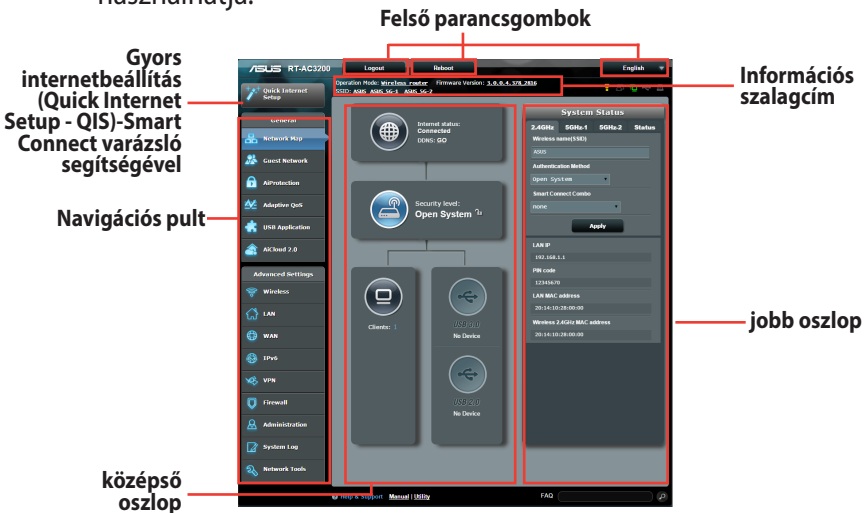 használhatja.
Felső parancsgombok
Gyors
internetbeállítás
(Quick Internet
Setup - QIS)-Smart
Connect varázsló
segítségével
Navigációs pult
középső
oszlop
Információs
szalagcím
jobb oszlop
ASUS RT-AC3200
Logout
Reboot
English
Operation Mode: Wireless router Firmware Version: 3.0.0.4.378_2816
SSID: ASUS ASUS_5G-1 ASUS_5G-2
Quick Internet
Setup
General
Network Map
Guest Network
AiProtection
Adaptive QoS
USB Application
AiCloud 2.0
Advanced Settings
Wireless
LAN
WAN
IPv6
VPN
Firewall
Administration
System Log
Network Tools
Internet status:
Connected
DDNS: GO
Security level:
Open System
Clients: 1
USB 3.0
No Device
USB 2.0
No Device
System Status
2.4GHz 5GHz-1 5GHz-2 Status
Wireless name(SSID)
ASUS
Authentication Method
Open System
Smart Connect Combo
none
Apply
LAN IP
192.168.1.1
PIN code
12345670
LAN MAC address
20:14:10:28:00:00
Wireless 2.4GHz MAC address
20:14:10:28:00:00
Help & Support Manual | Utility
FAQ